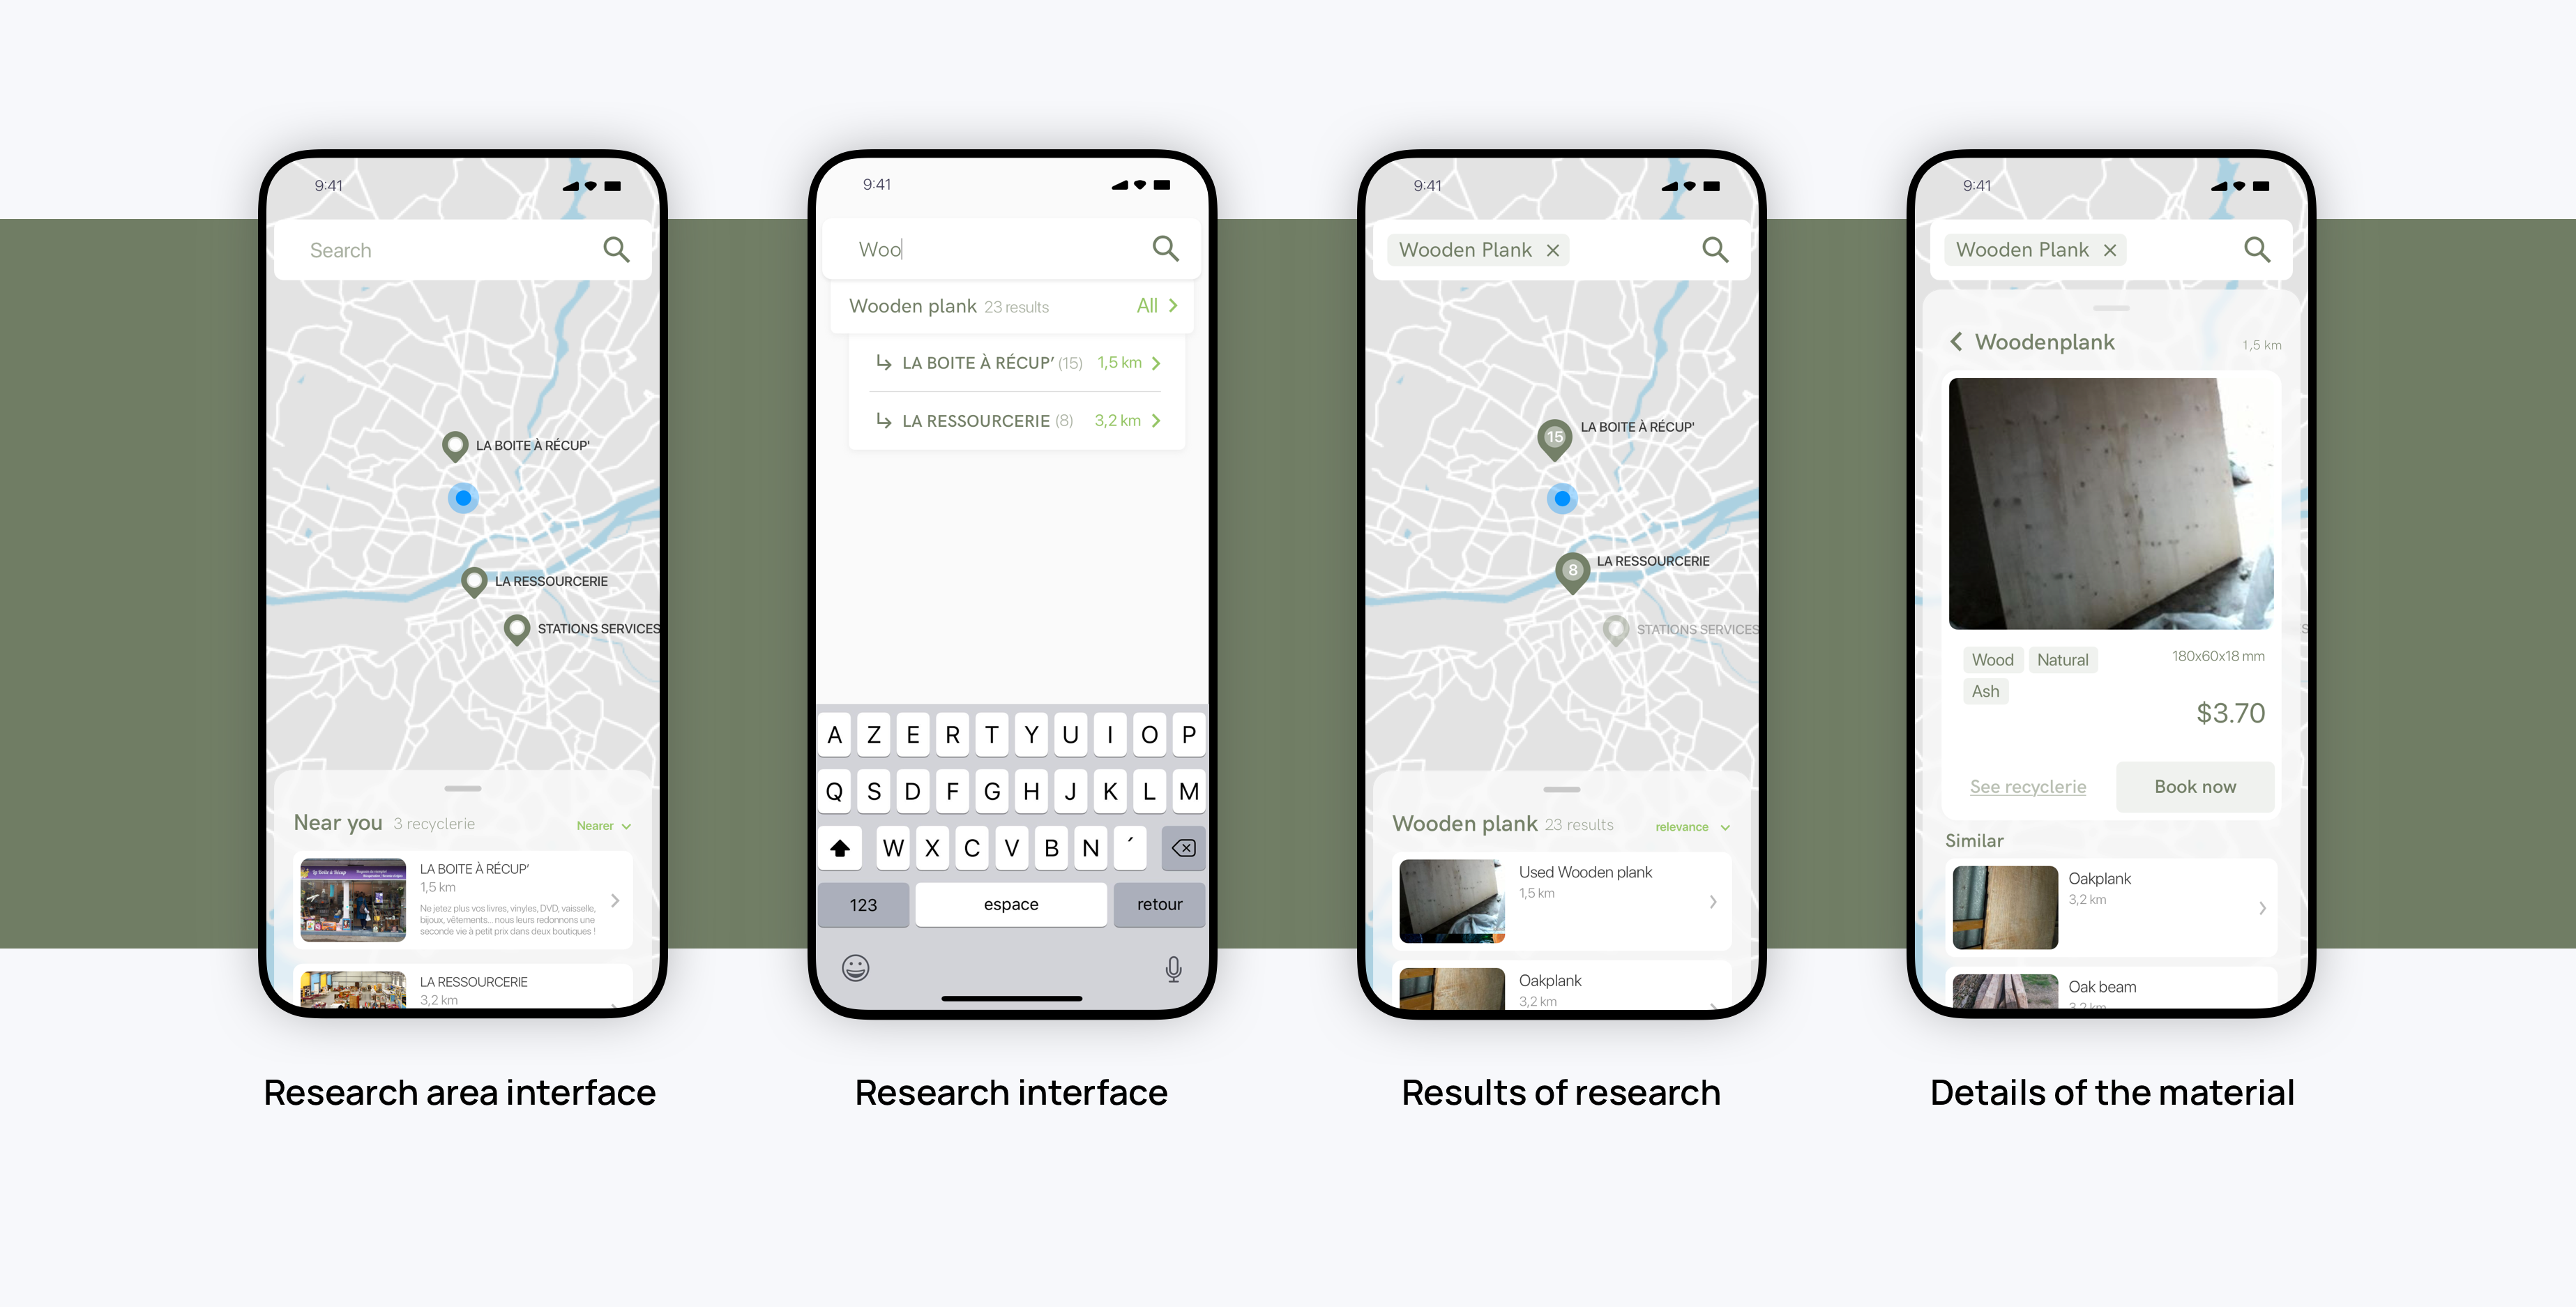 9:41
Search
LA BOITE À RÉCUP'
LA RESSOURCERIE
STATIONS SERVICES
Near you 3 recyclerie
Nearer
LA BOITE À RÉCUP'
1,5 km
Ne jetez plus vos livres, vinyles, DVD, vaisselle,
bijoux, vêtements... nous leurs redonnons une
seconde vie à petit prix dans deux boutiques !
LA RESSOURCERIE
3,2 km
Research area interface
9:41
Woo
Wooden plank 23 results All
LA BOITE À RÉCUP' (15) 1,5 km
LA RESSOURCERIE (8) 3,2 km
A Z E R T Y U I O P
Q S D F G H J K L M
W X C V B N ´
123 espace retour
Research interface
9:41
Wooden Plank
15 LA BOITE À RÉCUP'
8 LA RESSOURCERIE
STATIONS SERVICES
Wooden plank 23 results
relevance
Used Wooden plank
1,5 km
Oakplank
3,2 km
Results of research
9:41
Wooden Plank
Woodenplank 1,5 km
Wood Natural 180x60x18 mm
Ash
$3.70
See recyclerie Book now
Similar
Oakplank
3,2 km
Oak beam
3,2 km
Details of the material